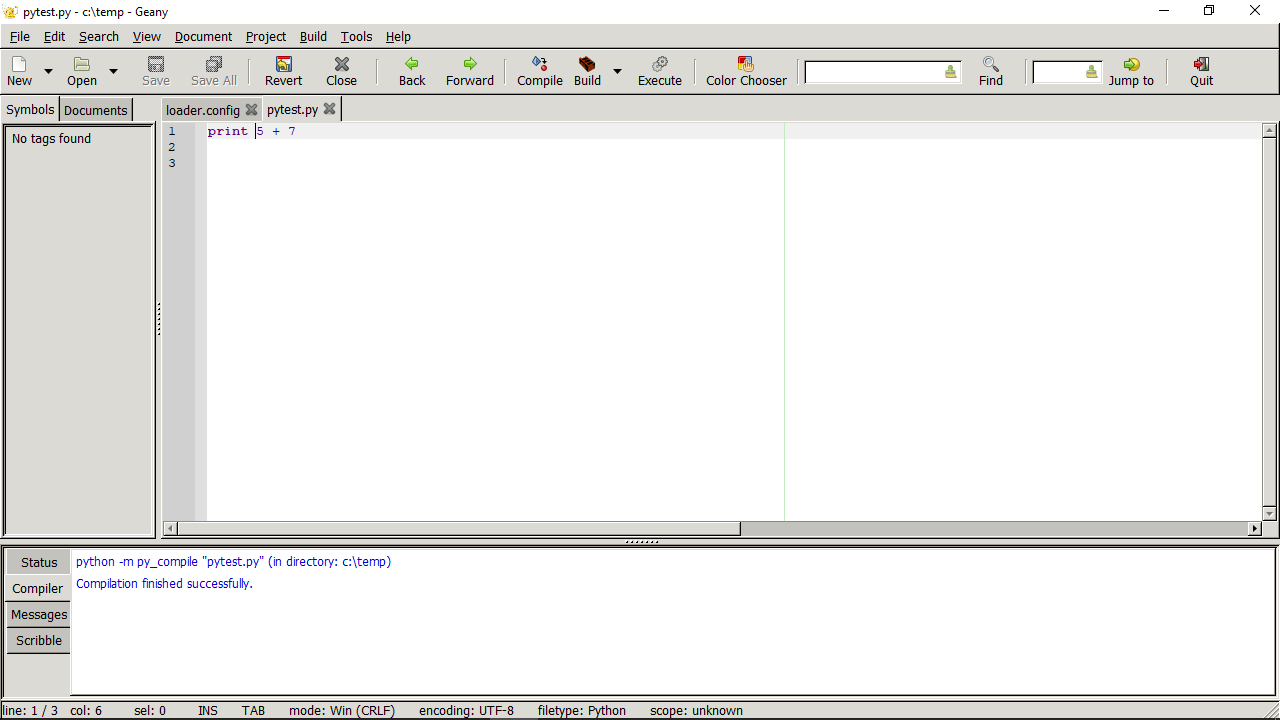 pytest.py - c:\temp - Geany
File Edit Search View Document Project Build Tools Help
New Open Save Save All Revert Close Back Forward Compile Build Execute Color Chooser Find Jump to Quit
Symbols Documents loader.config pytest.py
No tags found
1 print 5 + 7
2
3
Status
Compiler
Messages
Scribble
python -m py_compile "pytest.py" (in directory: c:\temp)
Compilation finished successfully.
line: 1 / 3 col: 6 sel: 0 INS TAB mode: Win (CRLF) encoding: UTF-8 filetype: Python scope: unknown